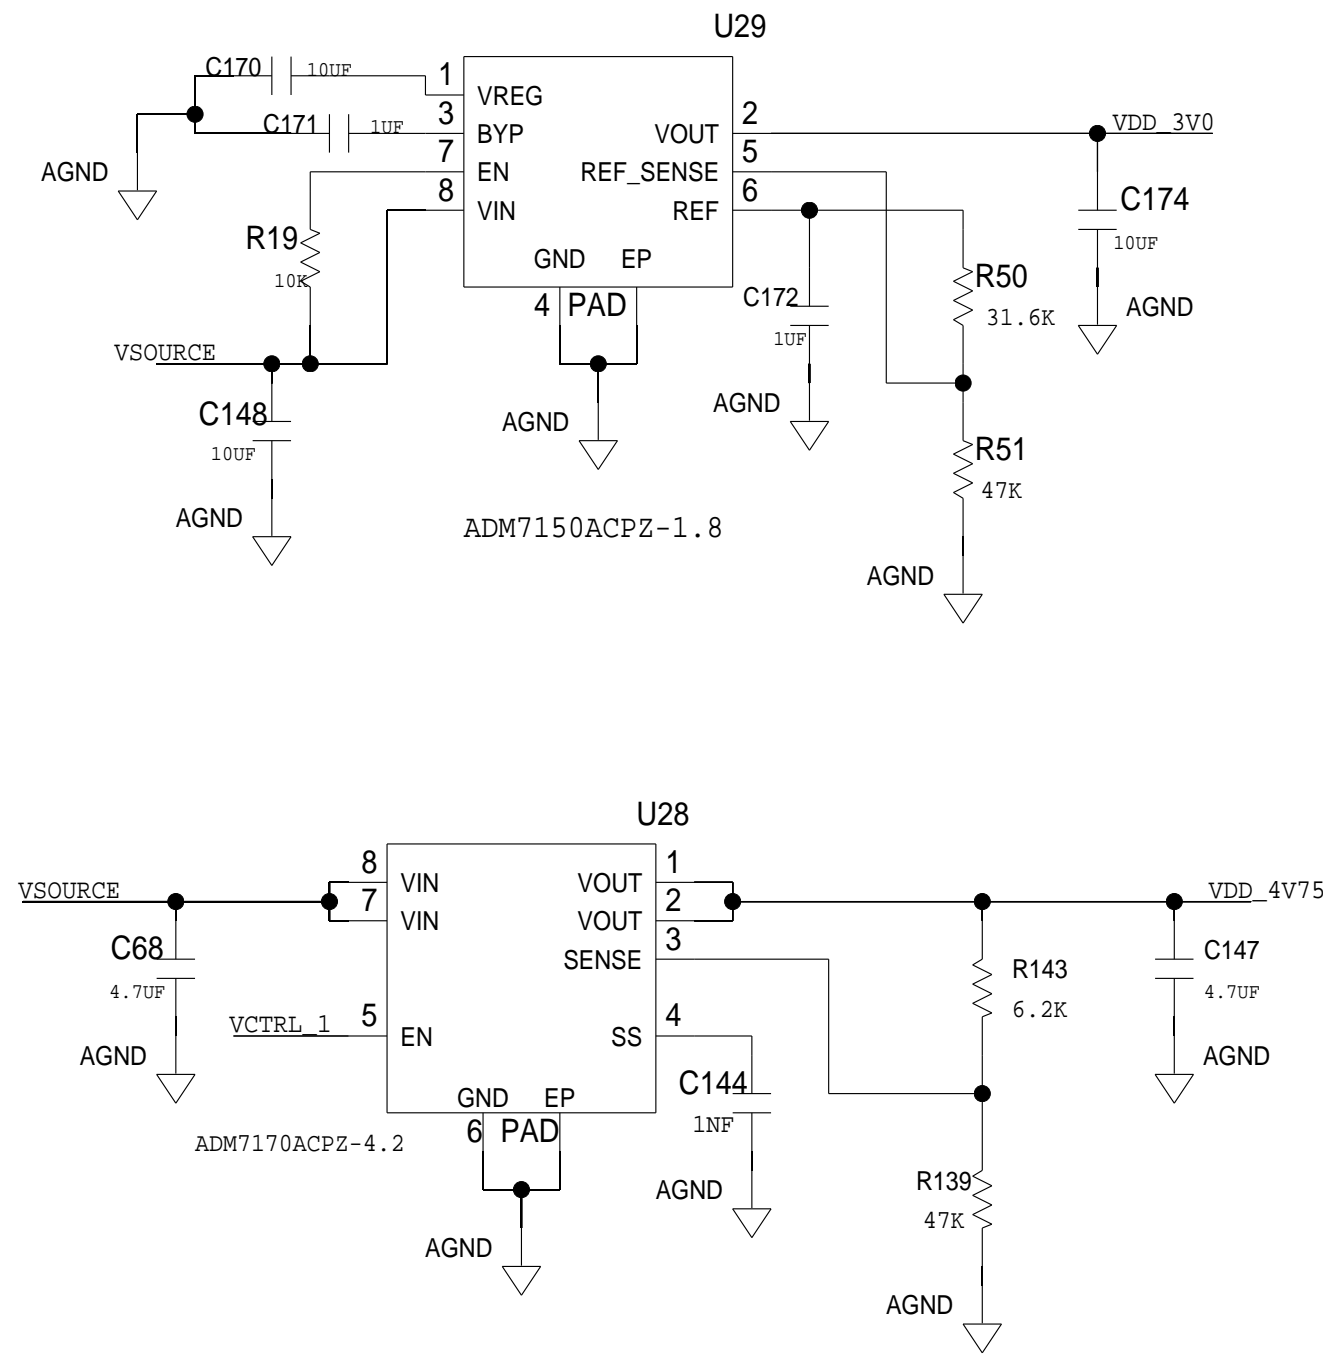 U29
C170 10UF
1
VREG
C171 1UF
3
BYP
7
EN
8
VIN
2
VOUT
5
REF_SENSE
6
REF
VDD_3V0
AGND
R19
10K
GND EP
4 PAD
C172
1UF
R50
31.6K
C174
10UF
AGND
VSOURCE
C148
10UF
AGND
AGND
AGND
R51
47K
ADM7150ACPZ-1.8
AGND
U28
VSOURCE
8
VIN
7
VIN
1
VOUT
2
VOUT
3
SENSE
VDD_4V75
C68
4.7UF
R143
6.2K
C147
4.7UF
VCTRL_1
5
EN
4
SS
AGND
AGND
GND EP
6 PAD
C144
1NF
ADM7170ACPZ-4.2
AGND
R139
47K
AGND
AGND